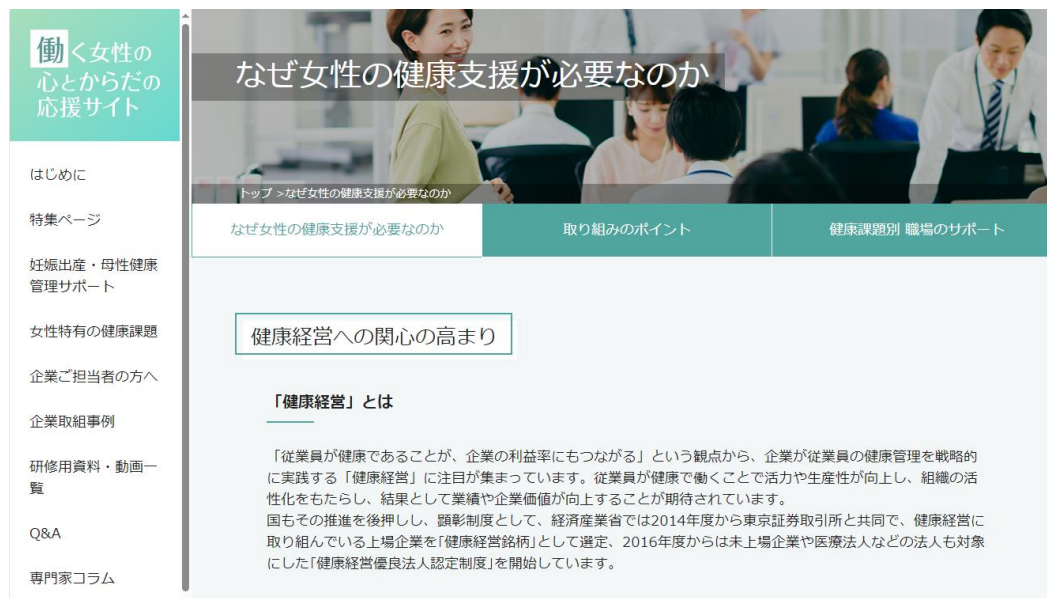 働く女性の
心とからだの
応援サイト
はじめに
特集ページ
妊娠出産・母性健康
管理サポート
女性特有の健康課題
企業ご担当者の方へ
企業取組事例
研修用資料・動画一
覧
Q&A
専門家コラム
なぜ女性の健康支援が必要なのか
トップ >なぜ女性の健康支援が必要なのか
なぜ女性の健康支援が必要なのか
取り組みのポイント
健康課題別 職場のサポート
健康経営への関心の高まり
「健康経営」とは
「従業員が健康であることが、企業の利益率にもつながる」という観点から、企業が従業員の健康管理を戦略的
に実践する「健康経営」に注目が集まっています。従業員が健康で働くことで活力や生産性が向上し、組織の活
性化をもたらし、結果として業績や企業価値が向上することが期待されています。
国もその推進を後押しし、顕彰制度として、経済産業省では2014年度から東京証券取引所と共同で、健康経営に
取り組んでいる上場企業を「健康経営銘柄」として選定、2016年度からは未上場企業や医療法人などの法人も対象
にした「健康経営優良法人認定制度」を開始しています。